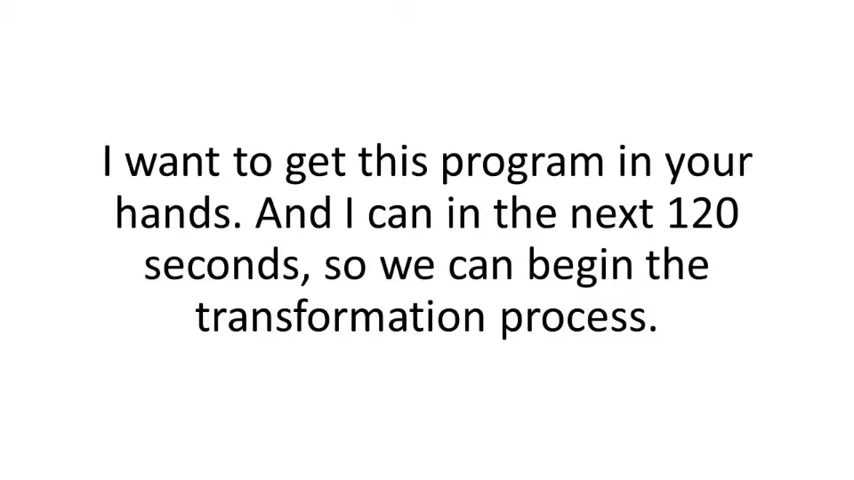 I want to get this program in your
hands. And I can in the next 120
seconds, so we can begin the
transformation process.